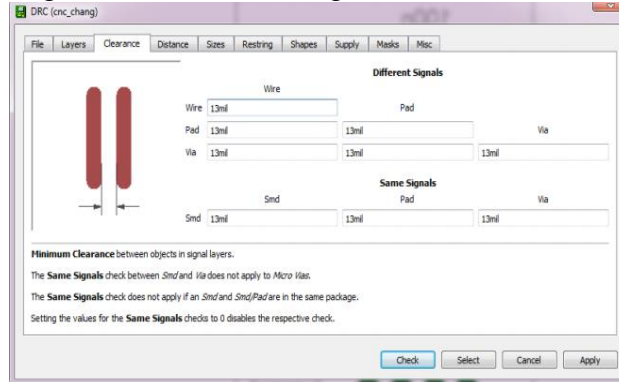 DRC (cnc_chang)
File Layers Clearance Distance Sizes Restring Shapes Supply Masks Misc
Different Signals
Wire
Wire 13mil Pad
Pad 13mil 13mil Via
Via 13mil 13mil 13mil
Same Signals
Smd Pad Via
Smd 13mil 13mil 13mil
Minimum Clearance between objects in signal layers.
The Same Signals check between Smd and Via does not apply to Micro Vias.
The Same Signals check does not apply if an Smd and Smd/Pad are in the same package.
Setting the values for the Same Signals checks to 0 disables the respective check.
Check Select Cancel Apply